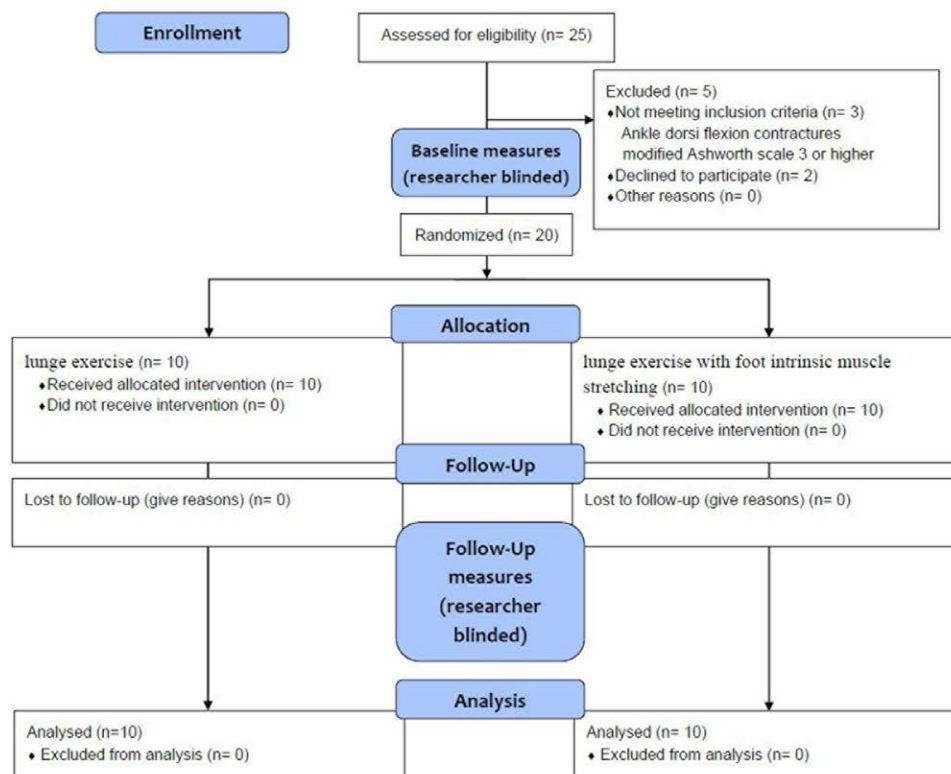 Enrollment
Assessed for eligibility (n= 25)
Excluded (n= 5)
♦Not meeting inclusion criteria (n= 3)
Ankle dorsi flexion contractures
modified Ashworth scale 3 or higher
♦Declined to participate (n= 2)
♦Other reasons (n= 0)
Baseline measures
(researcher blinded)
Randomized (n= 20)
Allocation
lunge exercise (n= 10)
♦Received allocated intervention (n= 10)
♦Did not receive intervention (n= 0)
lunge exercise with foot intrinsic muscle
stretching (n= 10)
♦Received allocated intervention (n= 10)
♦Did not receive intervention (n= 0)
Follow-Up
Lost to follow-up (give reasons) (n= 0)
Lost to follow-up (give reasons) (n= 0)
Follow-Up
measures
(researcher
blinded)
Analysis
Analysed (n=10)
♦ Excluded from analysis (n= 0)
Analysed (n= 10)
♦ Excluded from analysis (n= 0)